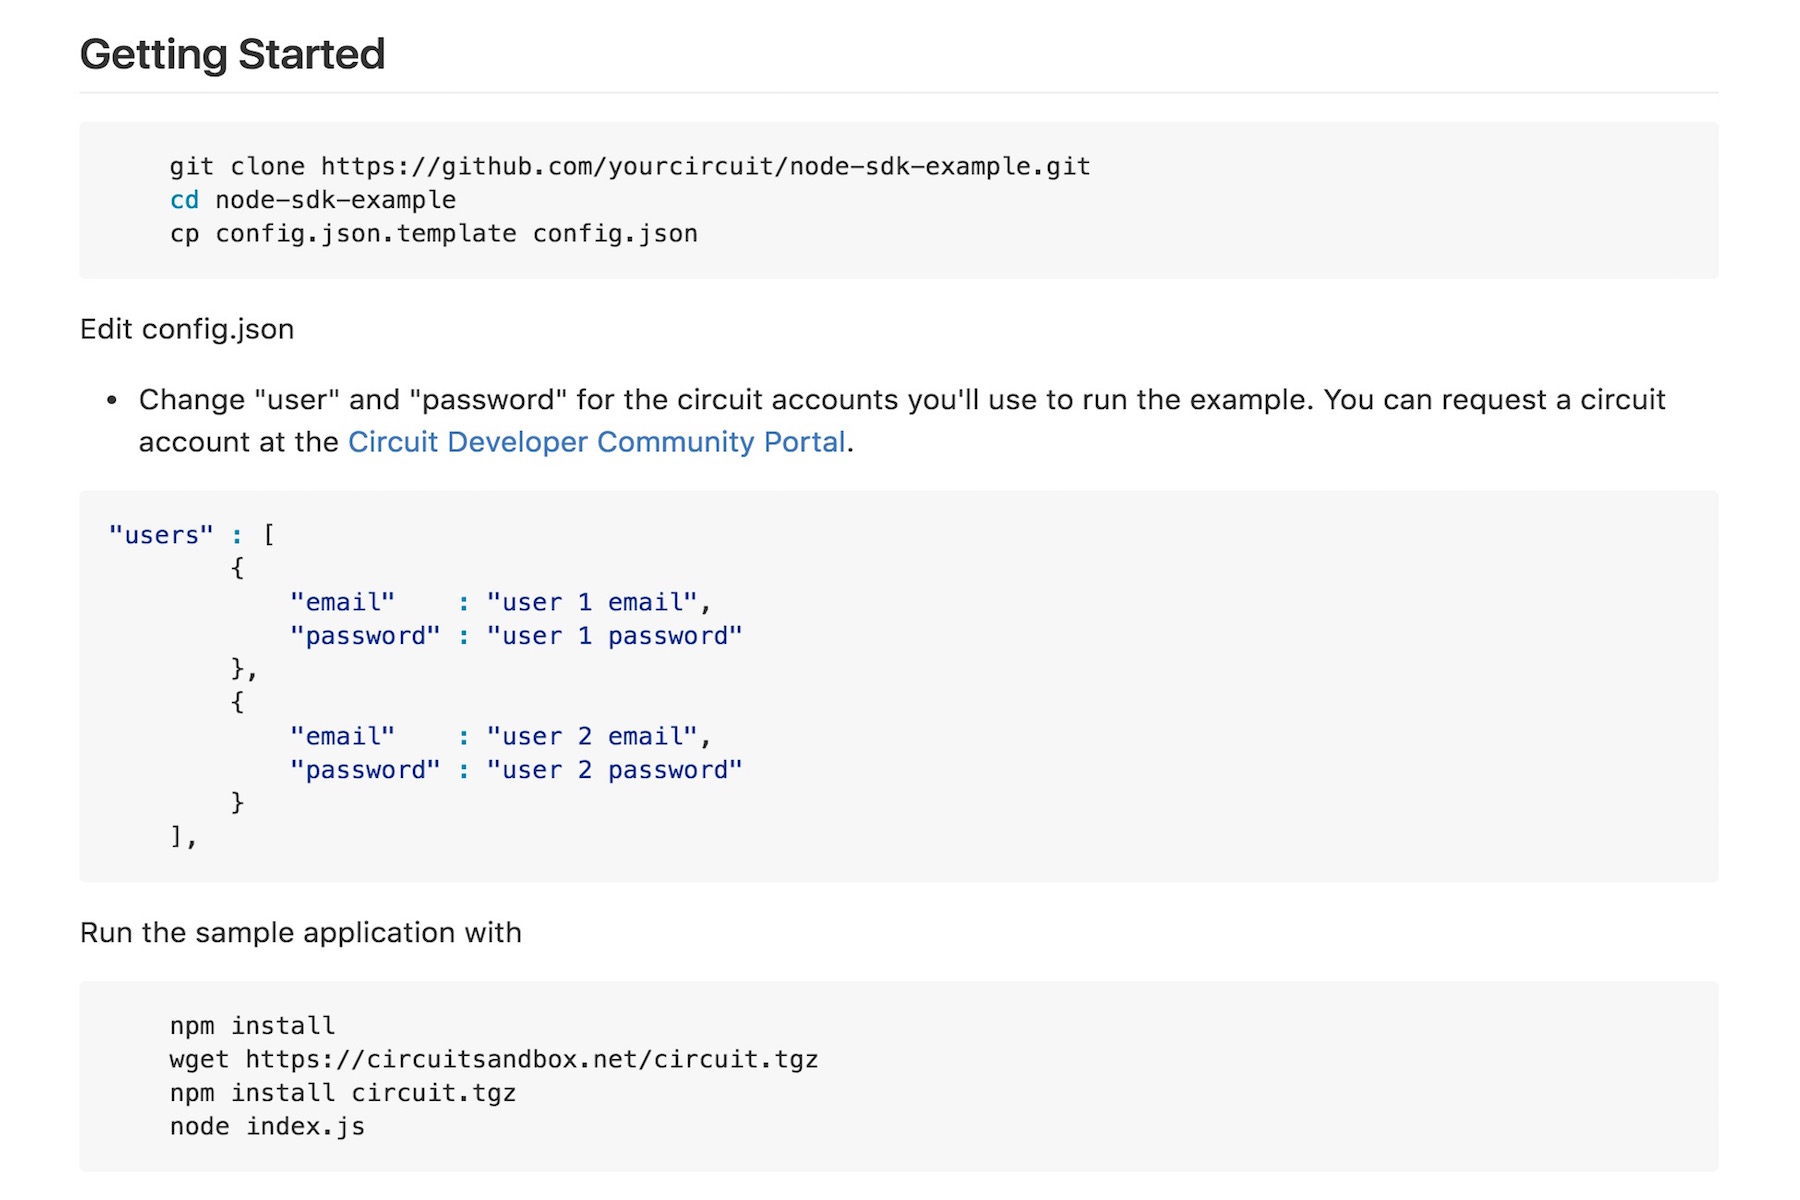 Getting Started
git clone https://github.com/yourcircuit/node-sdk-example.git
cd node-sdk-example
cp config.json.template config.json
Edit config.json
• Change "user" and "password" for the circuit accounts you'll use to run the example. You can request a circuit
account at the Circuit Developer Community Portal.
"users" : [
        {
            "email"    : "user 1 email",
            "password" : "user 1 password"
        },
        {
            "email"    : "user 2 email",
            "password" : "user 2 password"
        }
    ],
Run the sample application with
npm install
wget https://circuitsandbox.net/circuit.tgz
npm install circuit.tgz
node index.js